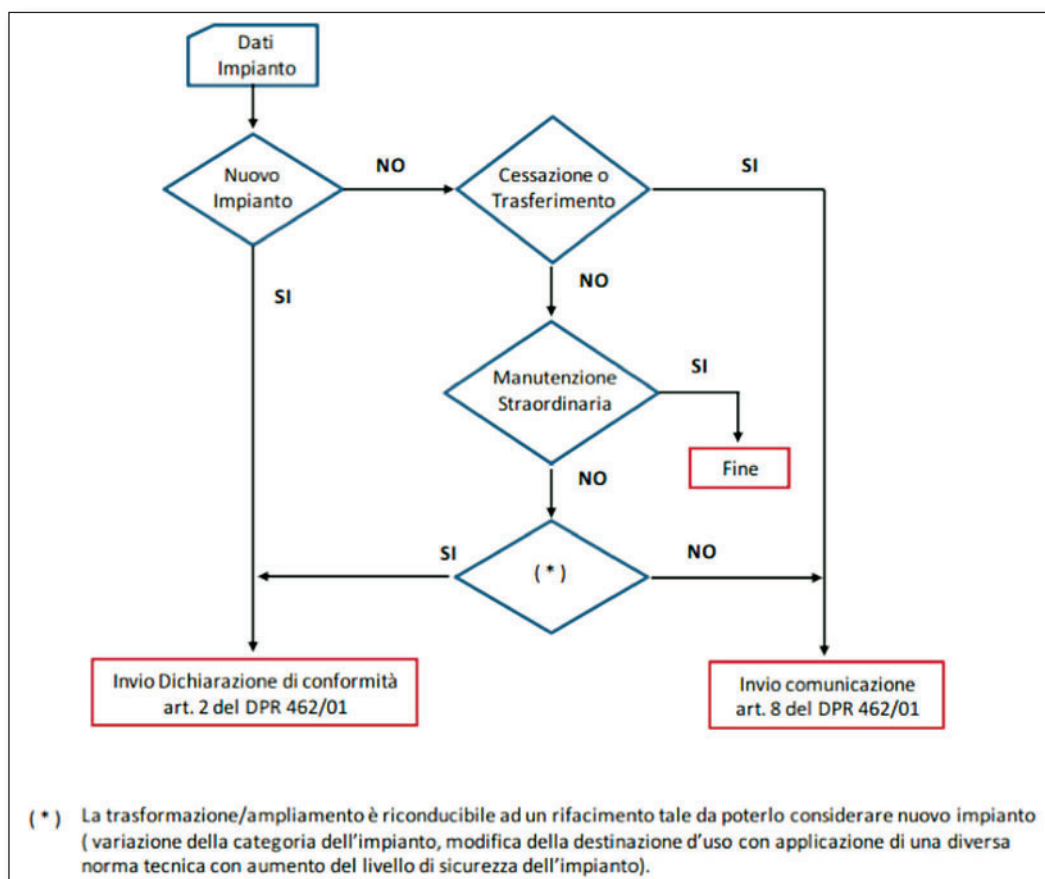 Dati
Impianto
Nuovo
Impianto
NO
Cessazione o
Trasferimento
SI
SI
NO
Manutenzione
Straordinaria
SI
Fine
NO
SI
( * )
NO
Invio Dichiarazione di conformità
art. 2 del DPR 462/01
Invio comunicazione
art. 8 del DPR 462/01
( * ) La trasformazione/ampliamento è riconducibile ad un rifacimento tale da poterlo considerare nuovo impianto
( variazione della categoria dell'impianto, modifica della destinazione d'uso con applicazione di una diversa
norma tecnica con aumento del livello di sicurezza dell'impianto).